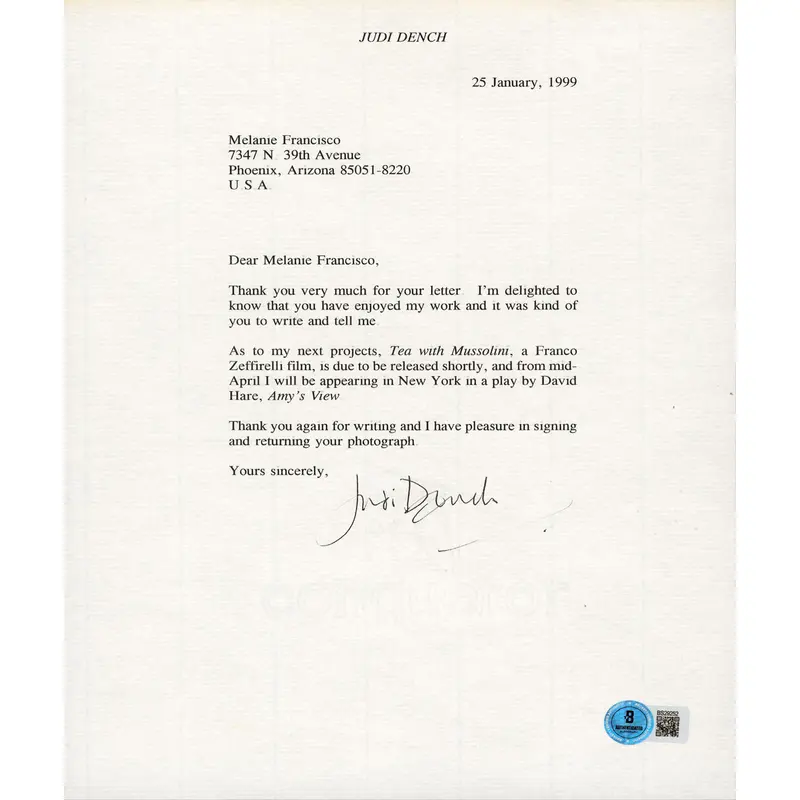 JUDI DENCH
25 January, 1999
Melanie Francisco
7347 N 39th Avenue
Phoenix, Arizona 85051-8220
U S A
Dear Melanie Francisco,
Thank you very much for your letter I'm delighted to
know that you have enjoyed my work and it was kind of
you to write and tell me
As to my next projects, Tea with Mussolini, a Franco
Zeffirelli film, is due to be released shortly, and from mid-
April I will be appearing in New York in a play by David
Hare, Amy's View
Thank you again for writing and I have pleasure in signing
and returning your photograph
Yours sincerely,
Judi Dench
B
BS29252